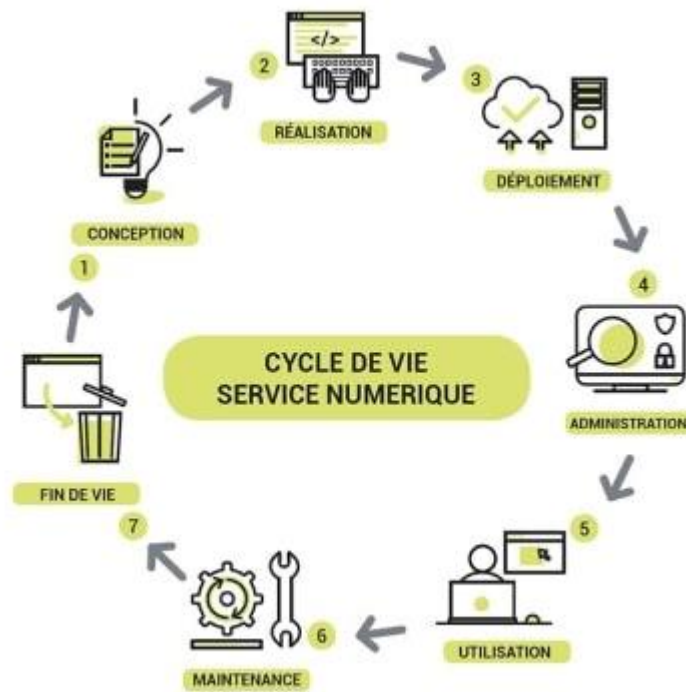 CYCLE DE VIE
SERVICE NUMERIQUE
1
CONCEPTION
2
</>
RÉALISATION
3
DÉPLOIEMENT
4
ADMINISTRATION
5
UTILISATION
6
MAINTENANCE
7
FIN DE VIE